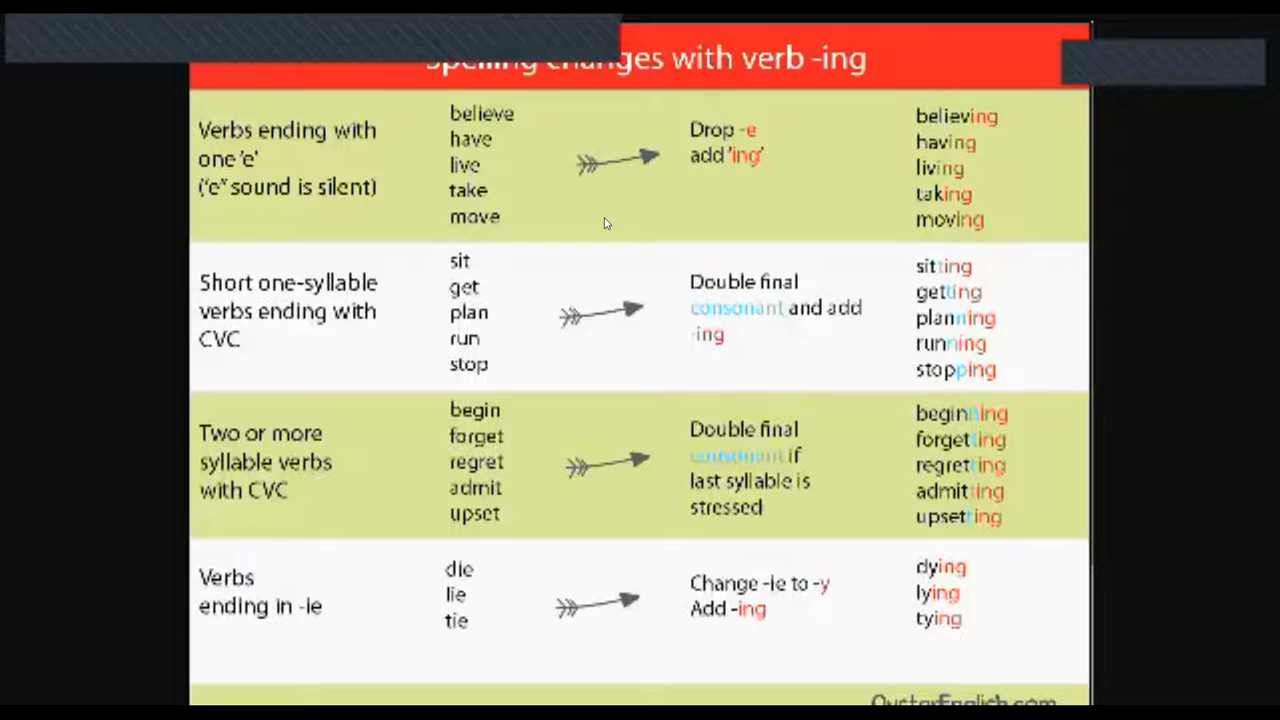 Spelling changes with verb -ing
Verbs ending with
one 'e'
('e" sound is silent)
believe
have
live
take
move
Drop -e
add 'ing'
believing
having
living
taking
moving
Short one-syllable
verbs ending with
CVC
sit
get
plan
run
stop
Double final
consonant and add
-ing
sitting
getting
planning
running
stopping
Two or more
syllable verbs
with CVC
begin
forget
regret
admit
upset
Double final
consonant if
last syllable is
stressed
beginning
forgetting
regretting
admitting
upsetting
Verbs
ending in -ie
die
lie
tie
Change -ie to -y
Add -ing
dying
lying
tying
OysterEnglish.com